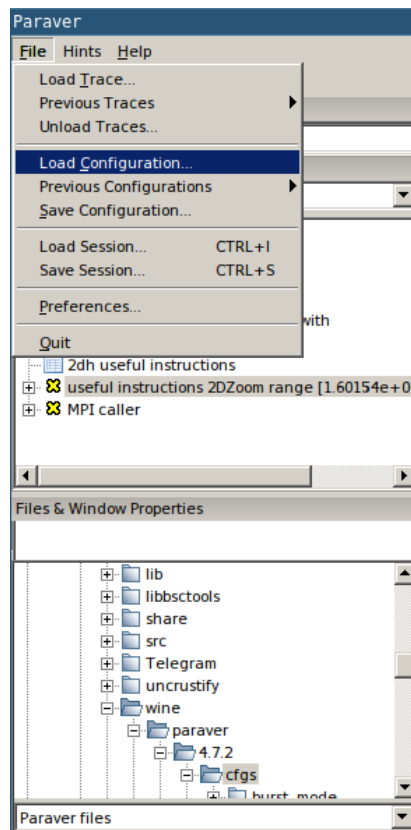 Paraver
File Hints Help
Load Trace...
Previous Traces
Unload Traces...
Load Configuration...
Previous Configurations
Save Configuration...
Load Session... CTRL+I
Save Session... CTRL+S
Preferences...
with
Quit
2dh useful instructions
useful instructions 2DZoom range [1.60154e+0
MPI caller
Files & Window Properties
lib
libbsctools
share
src
Telegram
uncrustify
wine
paraver
4.7.2
cfgs
burst_mode
Paraver files